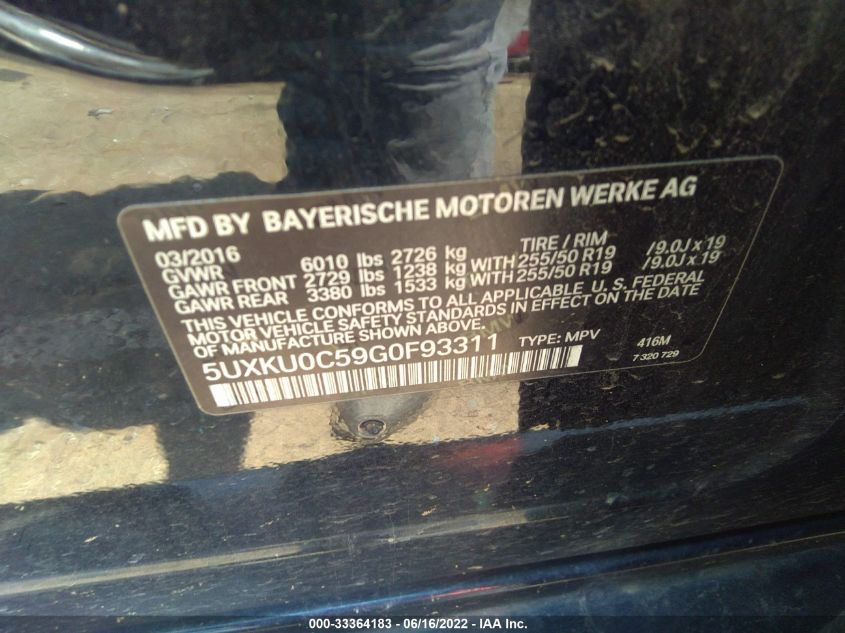 MFD BY BAYERISCHE MOTOREN WERKE AG
03/2016 TIRE / RIM
GVWR 6010 lbs 2726 kg
GAWR FRONT 2729 lbs 1238 kg WITH 255/50 R19 /9.0J x 19
GAWR REAR 3380 lbs 1533 kg WITH 255/50 R19 /9.0J x 19
THIS VEHICLE CONFORMS TO ALL APPLICABLE U. S. FEDERAL
MOTOR VEHICLE SAFETY STANDARDS IN EFFECT ON THE DATE
OF MANUFACTURE SHOWN ABOVE.
5UXKU0C59G0F93311 TYPE: MPV 416M
7 320 729
000-33364183 - 06/16/2022 - IAA Inc.